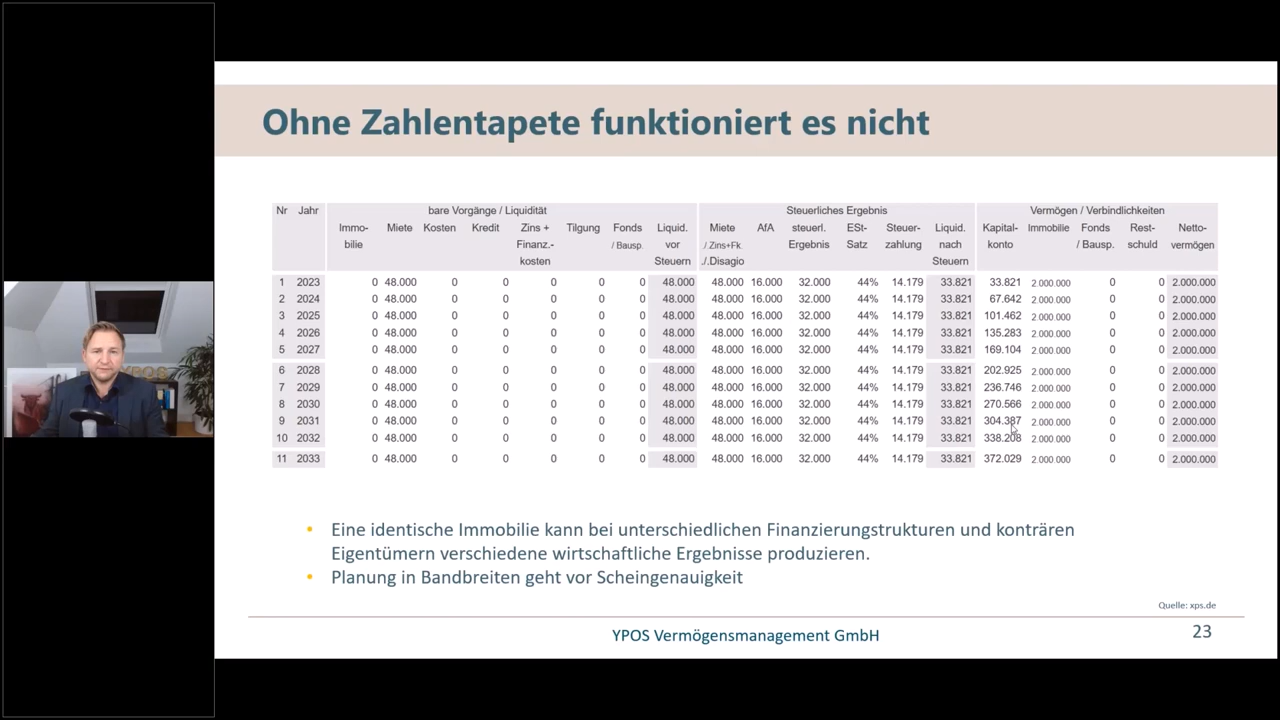 Ohne Zahlentapete funktioniert es nicht
Nr Jahr bare Vorgänge / Liquidität Steuerliches Ergebnis Vermögen / Verbindlichkeiten
Immo- Miete Kosten Kredit Zins + Tilgung Fonds Liquid. Miete AfA steuerl. ESt- Steuer- Liquid. Kapital- Immobilie Fonds Rest- Netto-
bilie Finanz.- / Bausp. vor ./. Zins+Fk. Ergebnis Satz zahlung nach konto / Bausp. schuld vermögen
kosten Steuern ./.Disagio Steuern
1 2023 0 48.000 0 0 0 0 0 48.000 48.000 16.000 32.000 44% 14.179 33.821 33.821 2.000.000 0 0 2.000.000
2 2024 0 48.000 0 0 0 0 0 48.000 48.000 16.000 32.000 44% 14.179 33.821 67.642 2.000.000 0 0 2.000.000
3 2025 0 48.000 0 0 0 0 0 48.000 48.000 16.000 32.000 44% 14.179 33.821 101.462 2.000.000 0 0 2.000.000
4 2026 0 48.000 0 0 0 0 0 48.000 48.000 16.000 32.000 44% 14.179 33.821 135.283 2.000.000 0 0 2.000.000
5 2027 0 48.000 0 0 0 0 0 48.000 48.000 16.000 32.000 44% 14.179 33.821 169.104 2.000.000 0 0 2.000.000
6 2028 0 48.000 0 0 0 0 0 48.000 48.000 16.000 32.000 44% 14.179 33.821 202.925 2.000.000 0 0 2.000.000
7 2029 0 48.000 0 0 0 0 0 48.000 48.000 16.000 32.000 44% 14.179 33.821 236.746 2.000.000 0 0 2.000.000
8 2030 0 48.000 0 0 0 0 0 48.000 48.000 16.000 32.000 44% 14.179 33.821 270.566 2.000.000 0 0 2.000.000
9 2031 0 48.000 0 0 0 0 0 48.000 48.000 16.000 32.000 44% 14.179 33.821 304.387 2.000.000 0 0 2.000.000
10 2032 0 48.000 0 0 0 0 0 48.000 48.000 16.000 32.000 44% 14.179 33.821 338.208 2.000.000 0 0 2.000.000
11 2033 0 48.000 0 0 0 0 0 48.000 48.000 16.000 32.000 44% 14.179 33.821 372.029 2.000.000 0 0 2.000.000
• Eine identische Immobilie kann bei unterschiedlichen Finanzierungstrukturen und konträren
Eigentümern verschiedene wirtschaftliche Ergebnisse produzieren.
• Planung in Bandbreiten geht vor Scheingenauigkeit
Quelle: xps.de
YPOS Vermögensmanagement GmbH
23
YPOS